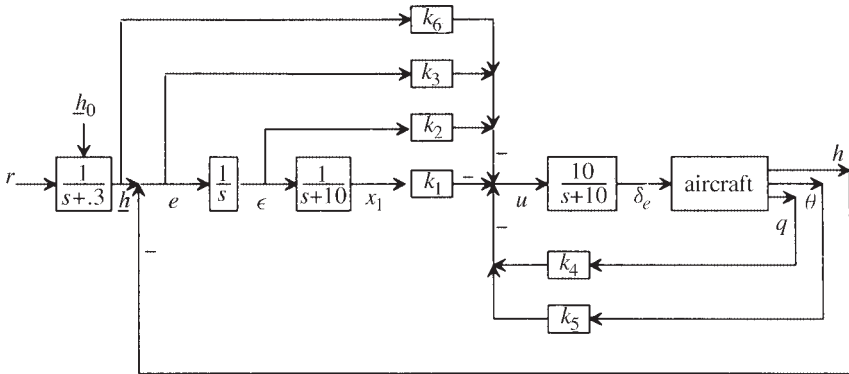 k₆
k₃
h₀
k₂
r
1
s+.3
h
e
1
s
ϵ
1
s+10
x₁
k₁
−
−
u
10
s+10
δₑ
aircraft
h
θ
q
−
−
k₄
k₅